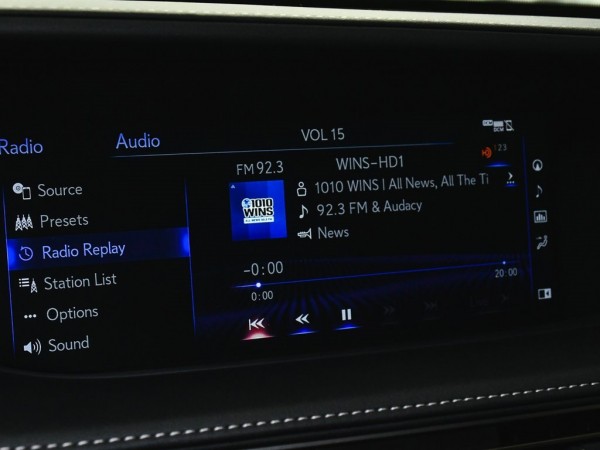 Radio
Audio
VOL 15
FM 92.3
WINS-HD1
123
Source
1010
WINS
1010 WINS | All News, All The Ti
Presets
92.3 FM & Audacy
Radio Replay
News
Station List
-0:00
0:00
20:00
Options
Sound